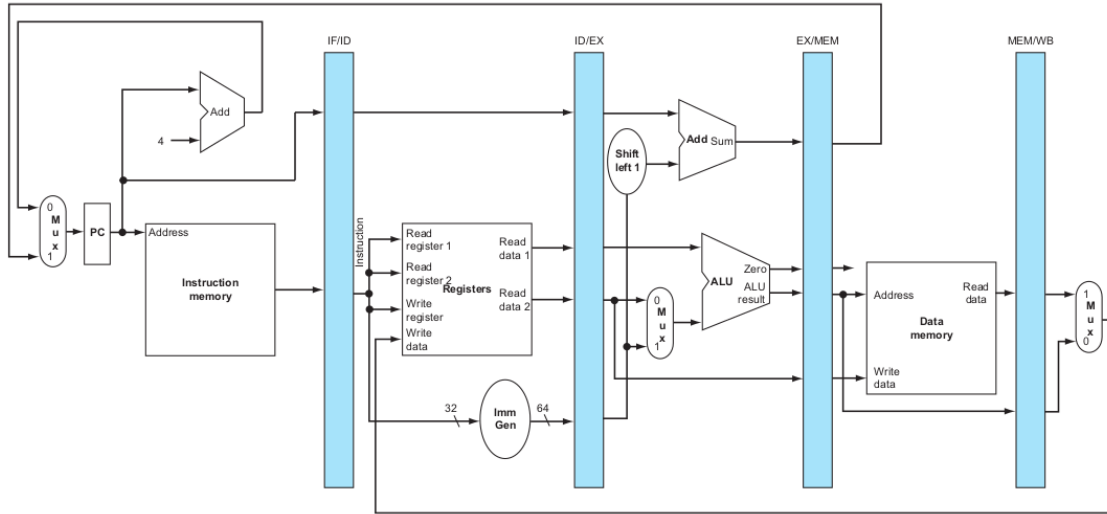 IF/ID
ID/EX
EX/MEM
MEM/WB
Add
4
Add Sum
Shift
left 1
0
M
u
x
1
PC
Address
Instruction
memory
Instruction
Read
register 1
Read
register 2
Registers
Write
register
Write
data
Read
data 1
Read
data 2
0
M
u
x
1
Zero
ALU
ALU
result
Address
Read
data
Data
memory
Write
data
1
M
u
x
0
32
Imm
Gen
64